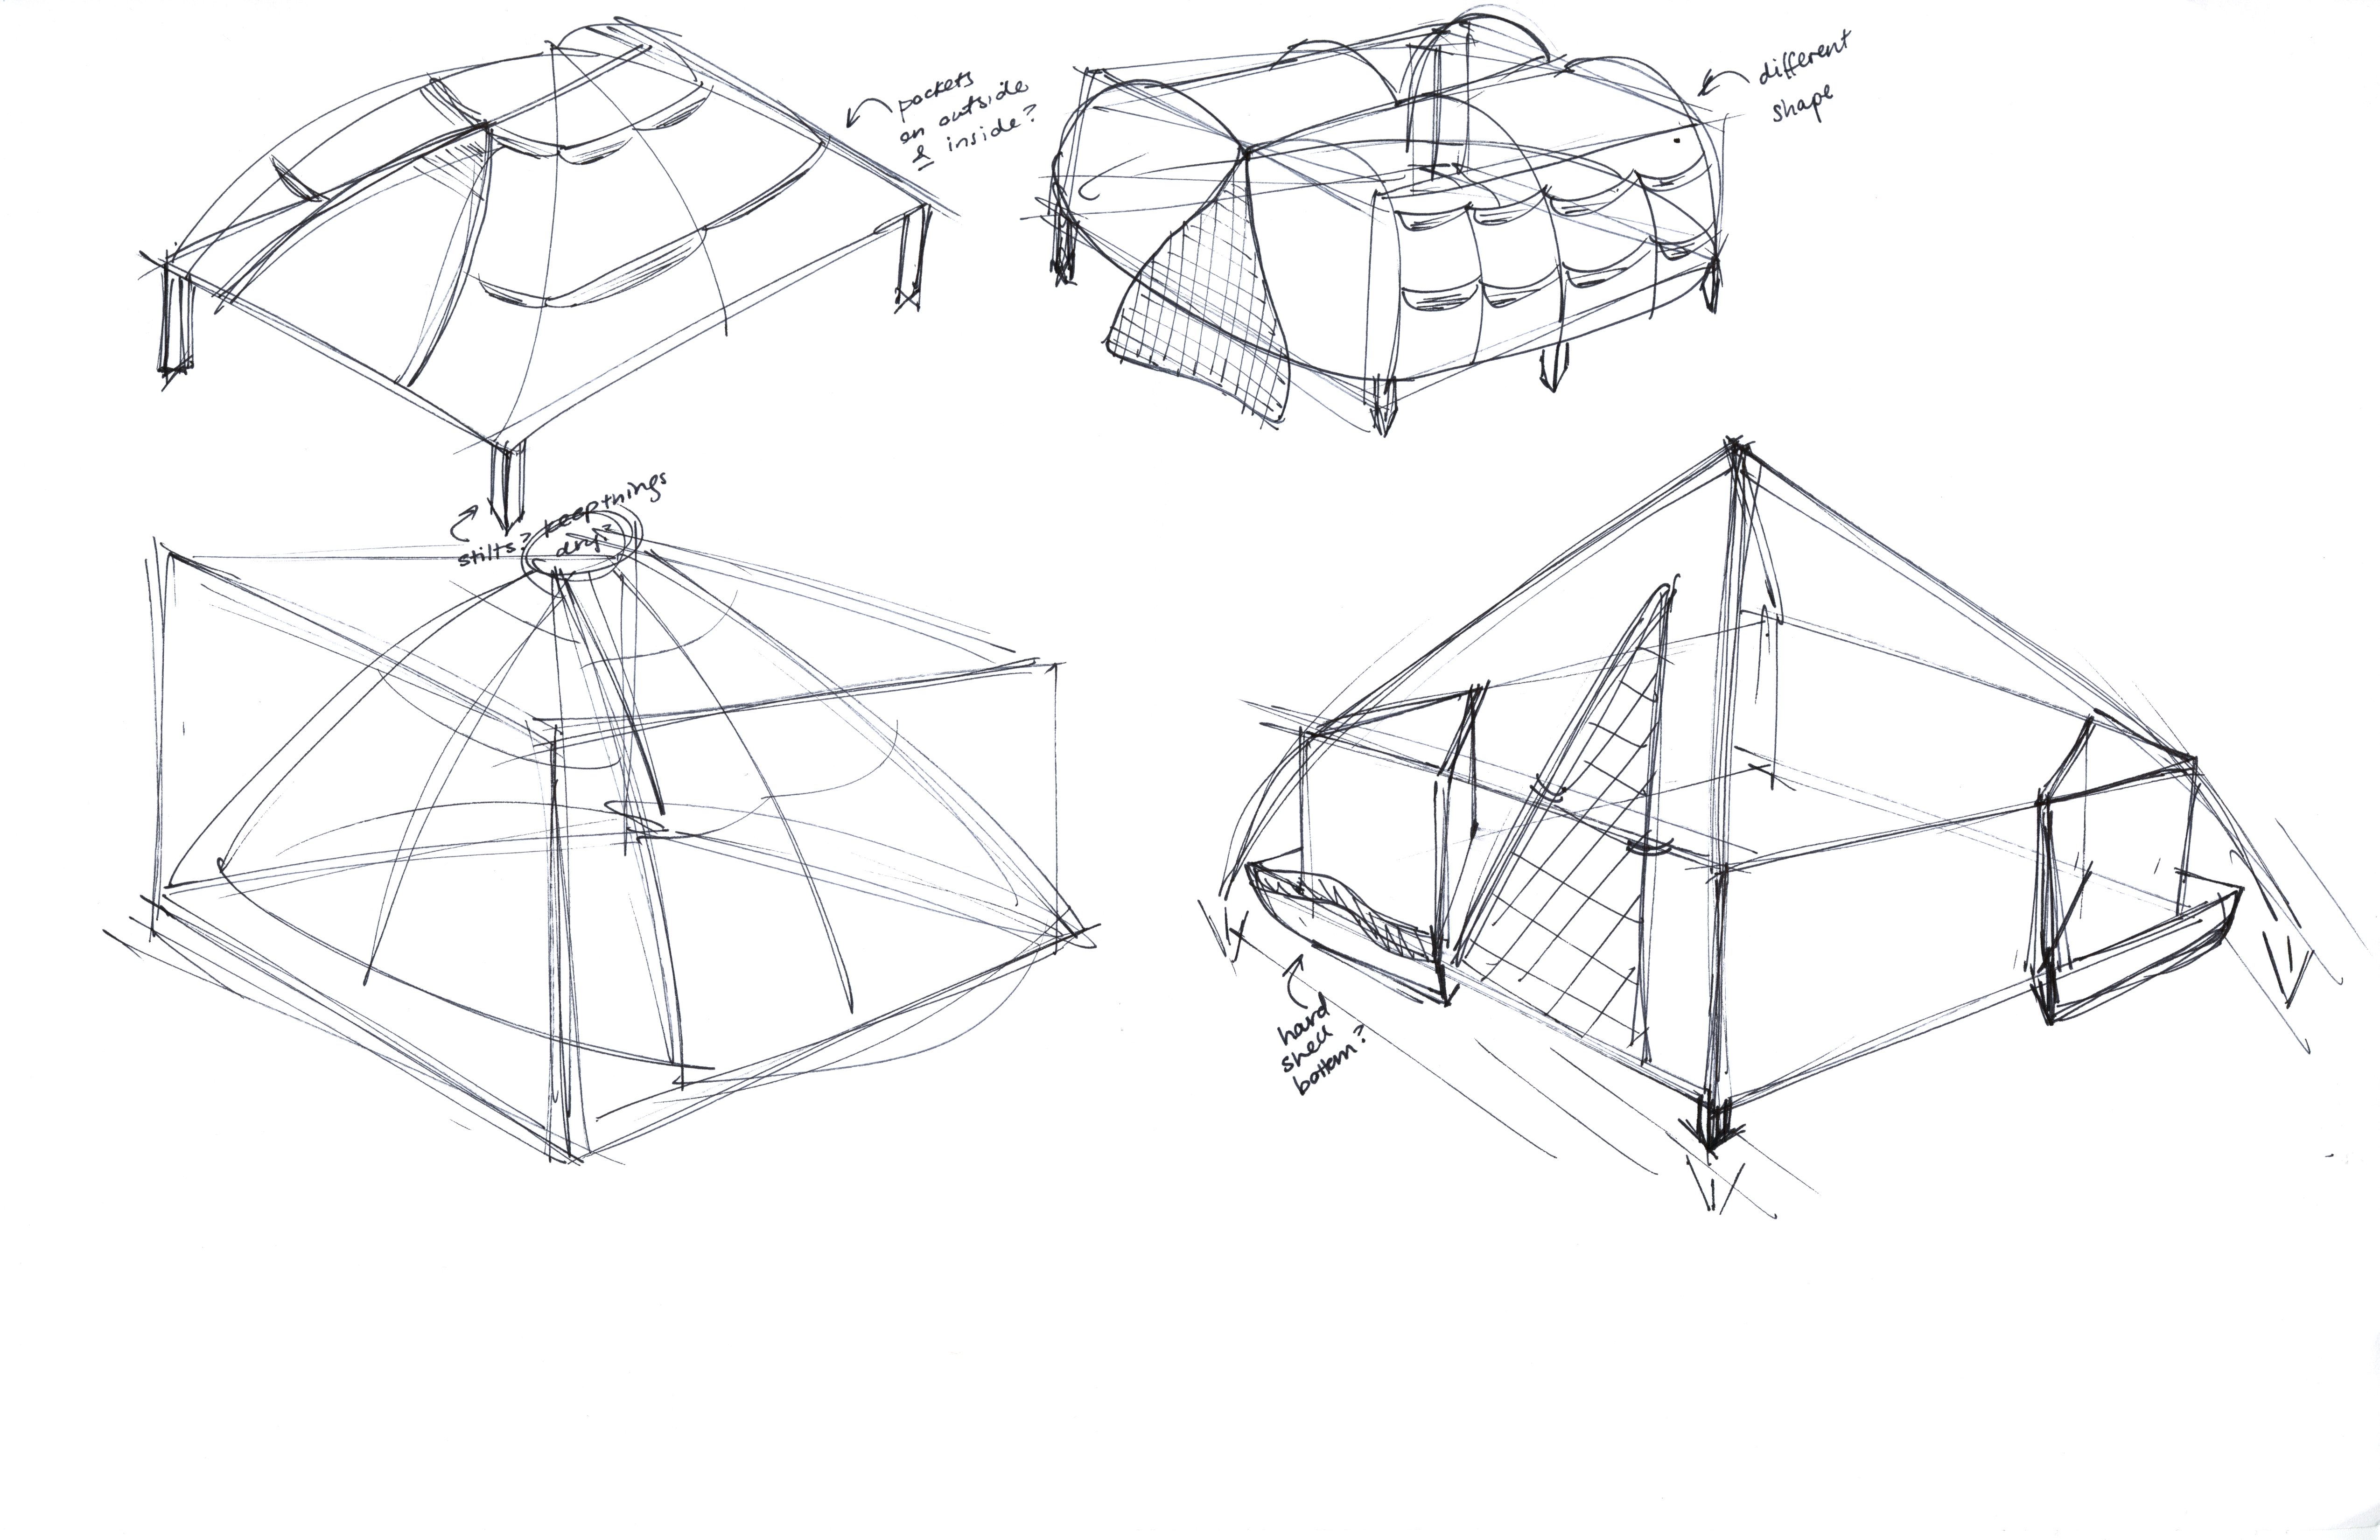 pockets
on outside
& inside?
different
shape
stilts? keep things
dry?
hard
shell
bottom?